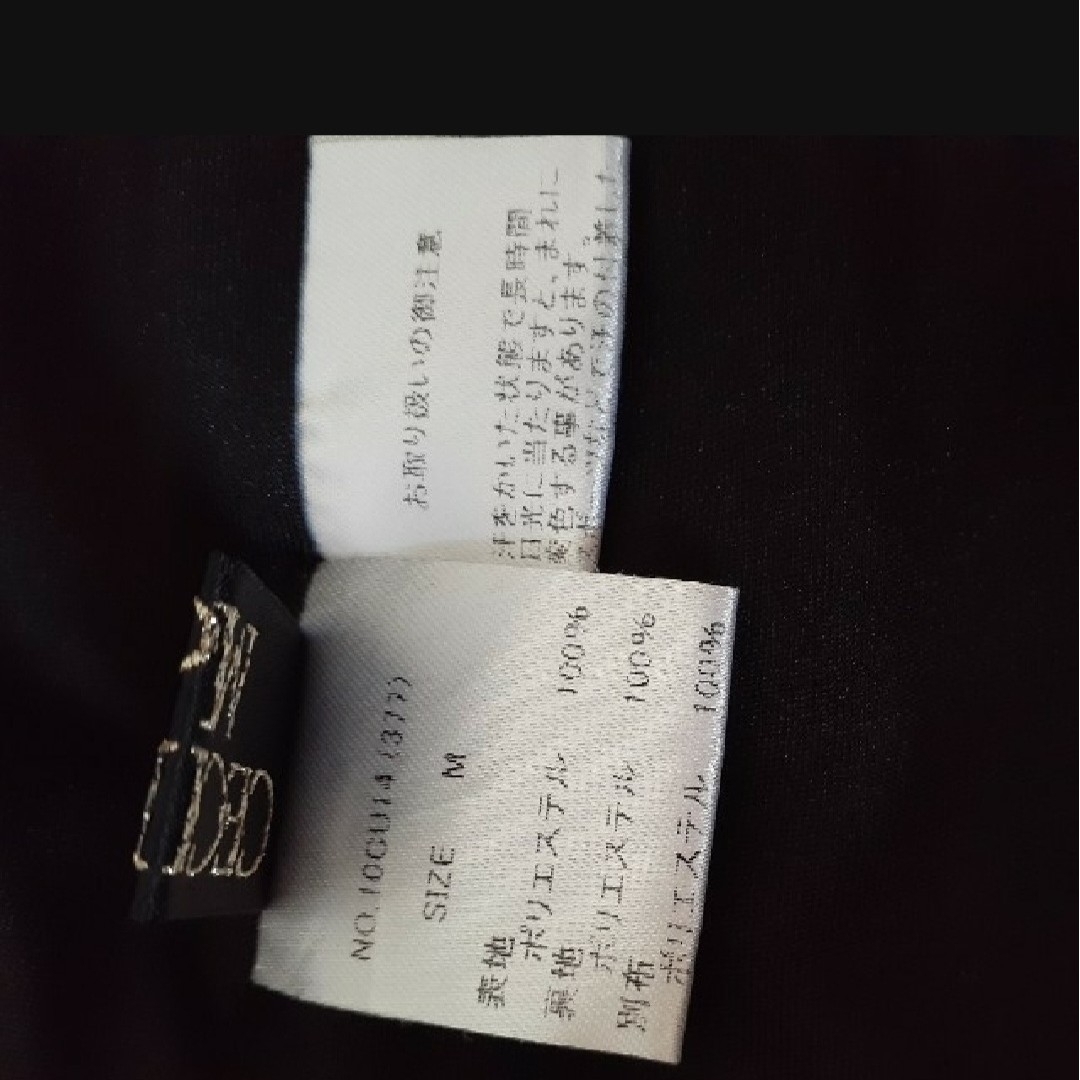 お取り扱いの御注意
汗をかいた状態で長時間
日光に当たりますと、まれに
変色する事があります。
NO.10CU14(377)
SIZE M
表地
ポリエステル 100%
裏地
ポリエステル 100%
別布
ポリエステル 100%